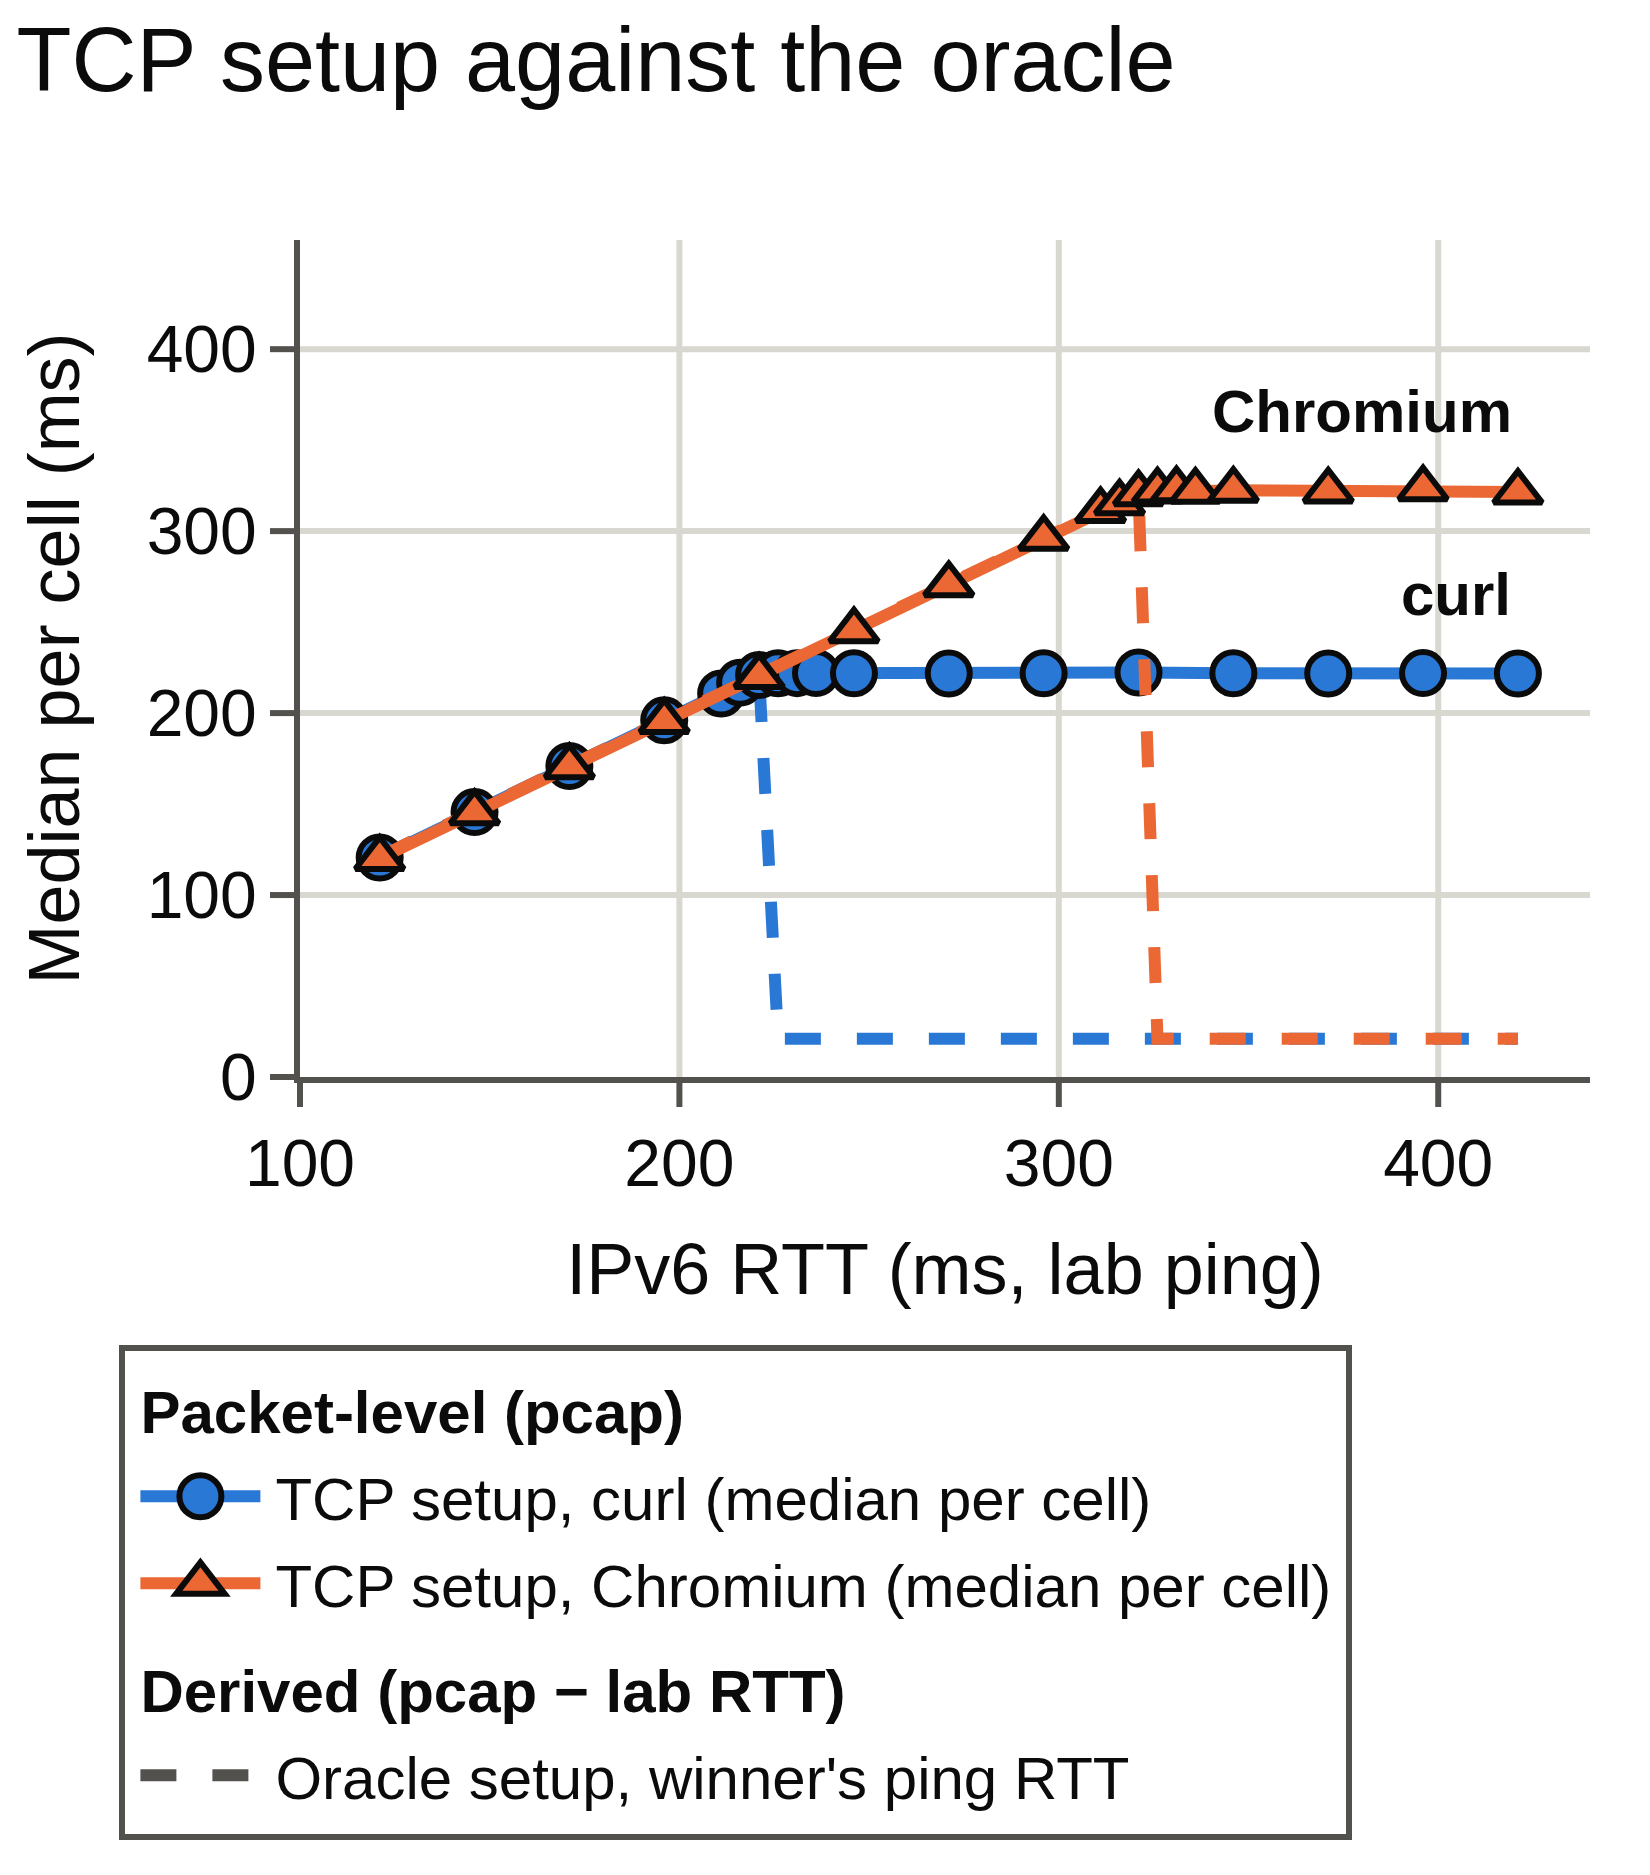 TCP setup against the oracle
Median per cell (ms)
400
300
200
100
0
Chromium
curl
100 200 300 400
IPv6 RTT (ms, lab ping)
Packet-level (pcap)
TCP setup, curl (median per cell)
TCP setup, Chromium (median per cell)
Derived (pcap − lab RTT)
Oracle setup, winner's ping RTT